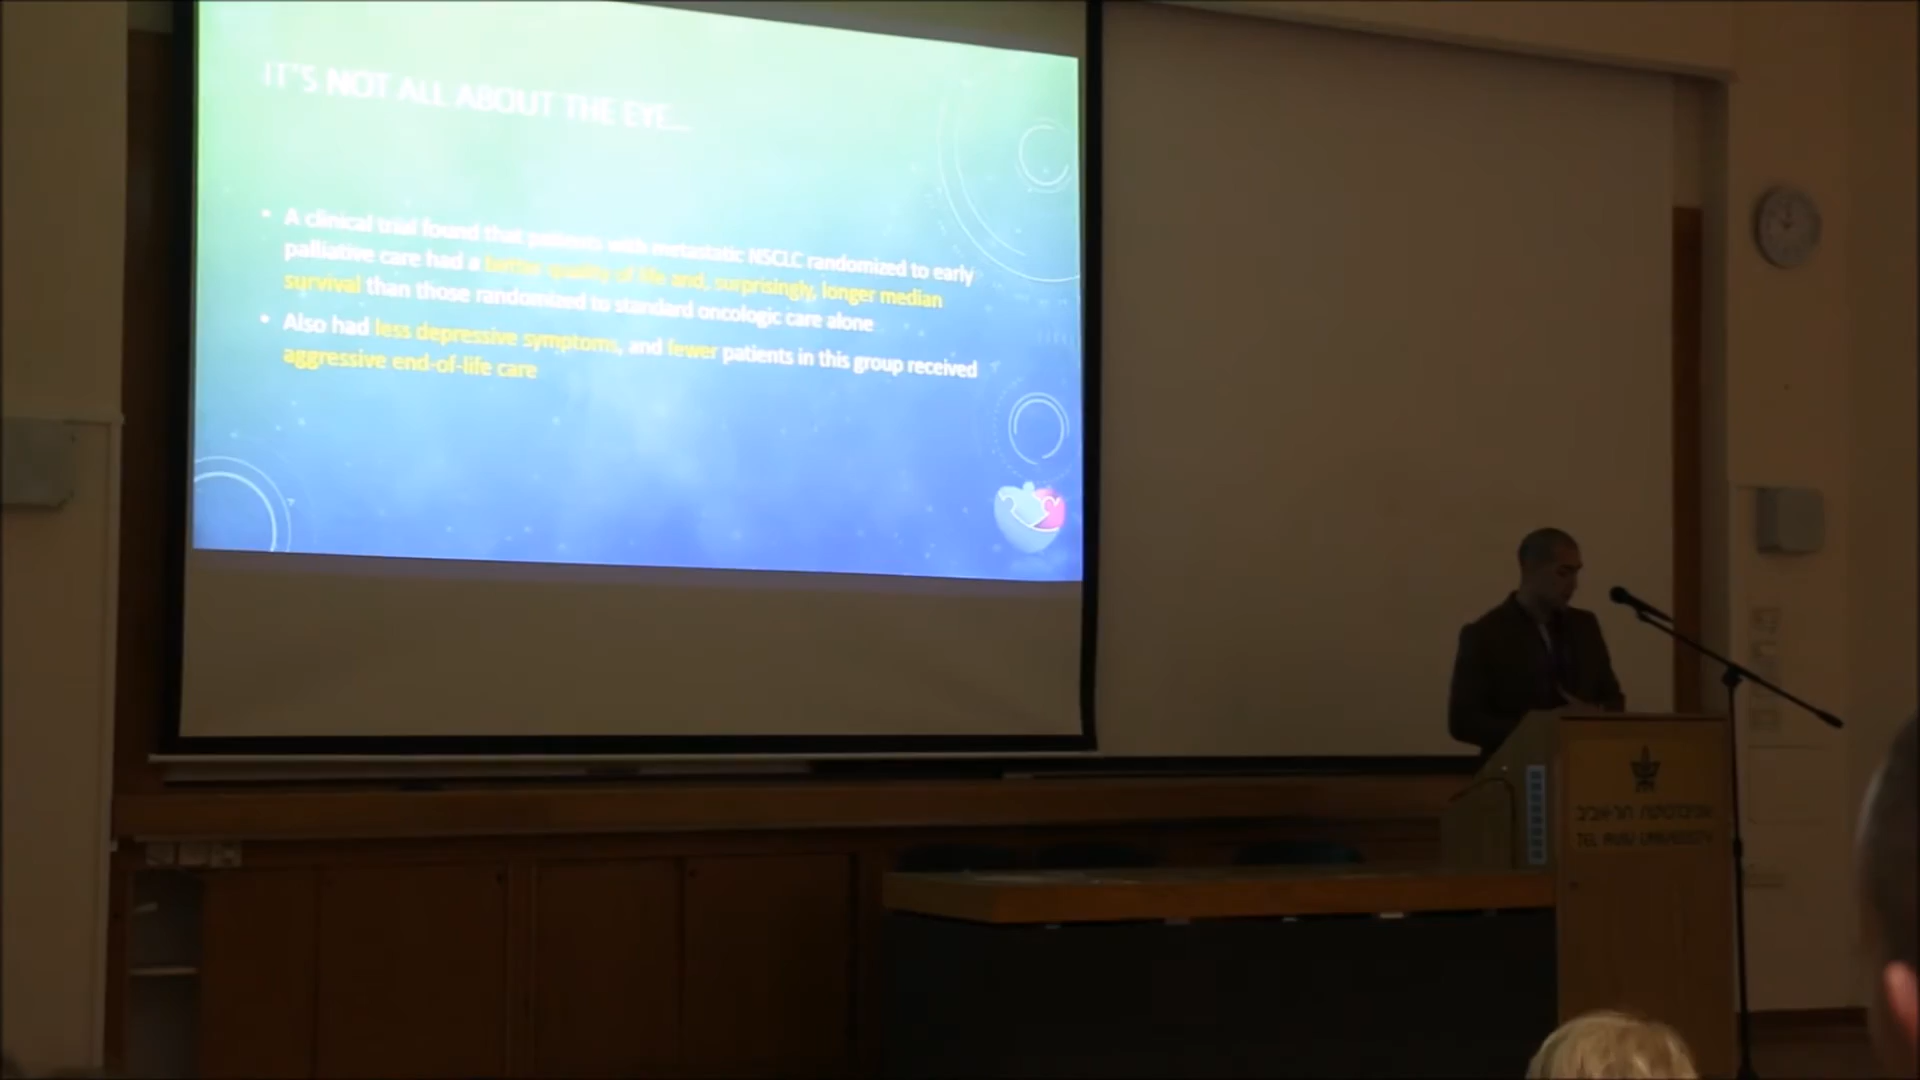 IT'S NOT ALL ABOUT THE EYE...
• A clinical trial found that patients with metastatic NSCLC randomized to early
palliative care had a better quality of life and, surprisingly, longer median
survival than those randomized to standard oncologic care alone
• Also had less depressive symptoms, and fewer patients in this group received
aggressive end-of-life care
אוניברסיטת תל-אביב
TEL AVIV UNIVERSITY